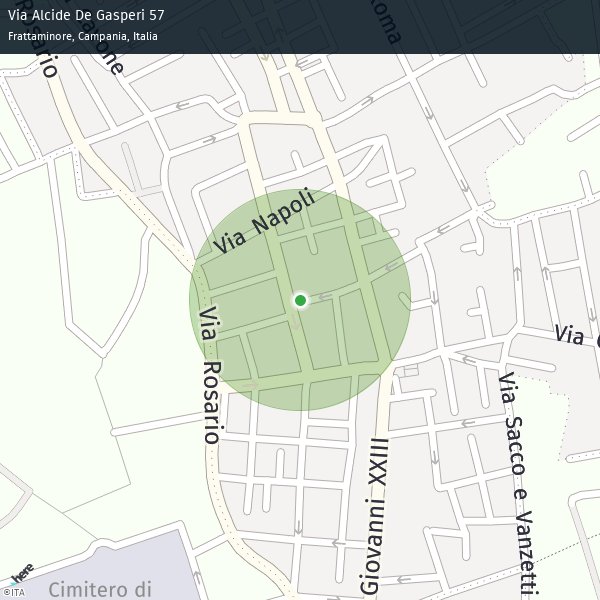 Via Alcide De Gasperi 57
Frattaminore, Campania, Italia
Rosario
Roma
Via Napoli
Via Rosario
Via
Via Sacco e Vanzetti
Giovanni XXIII
Cimitero di
here
©ITA